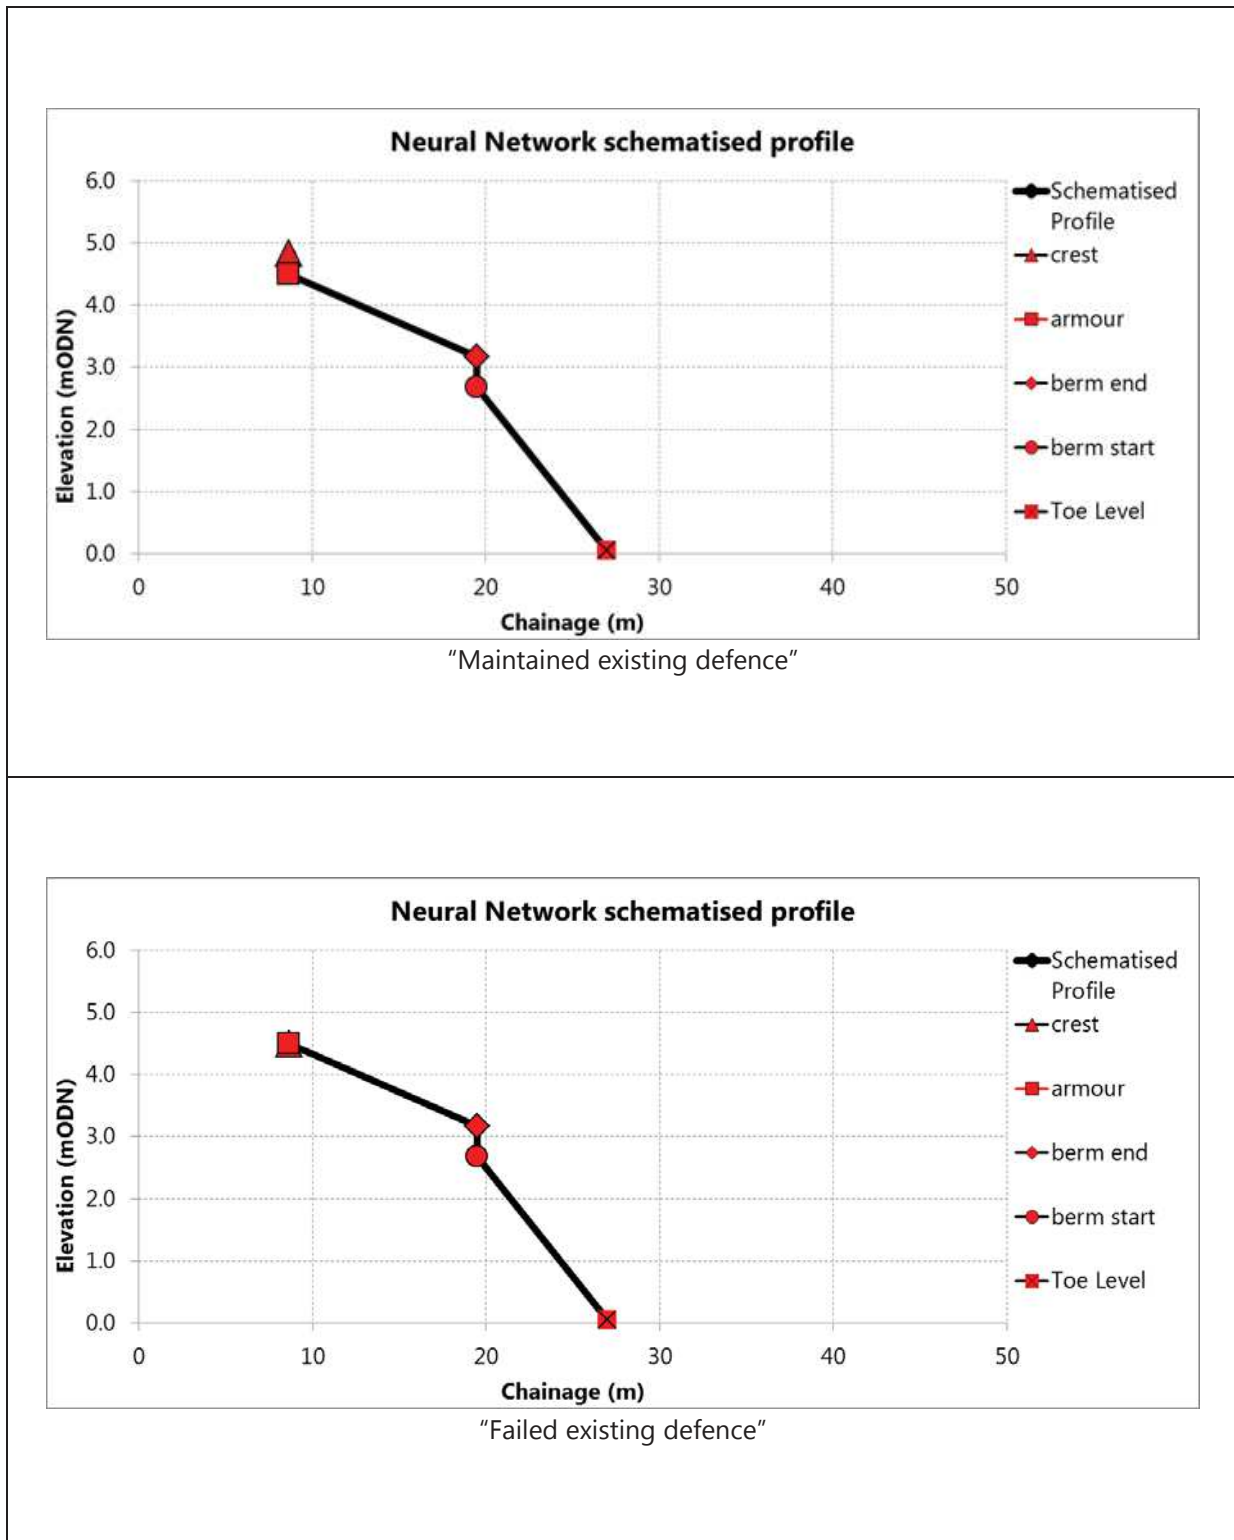 Neural Network schematised profile
6.0
5.0
4.0
3.0
2.0
1.0
0.0
Elevation (mODN)
0 10 20 30 40 50
Chainage (m)
Schematised
Profile
crest
armour
berm end
berm start
Toe Level
“Maintained existing defence”
Neural Network schematised profile
6.0
5.0
4.0
3.0
2.0
1.0
0.0
Elevation (mODN)
0 10 20 30 40 50
Chainage (m)
Schematised
Profile
crest
armour
berm end
berm start
Toe Level
“Failed existing defence”